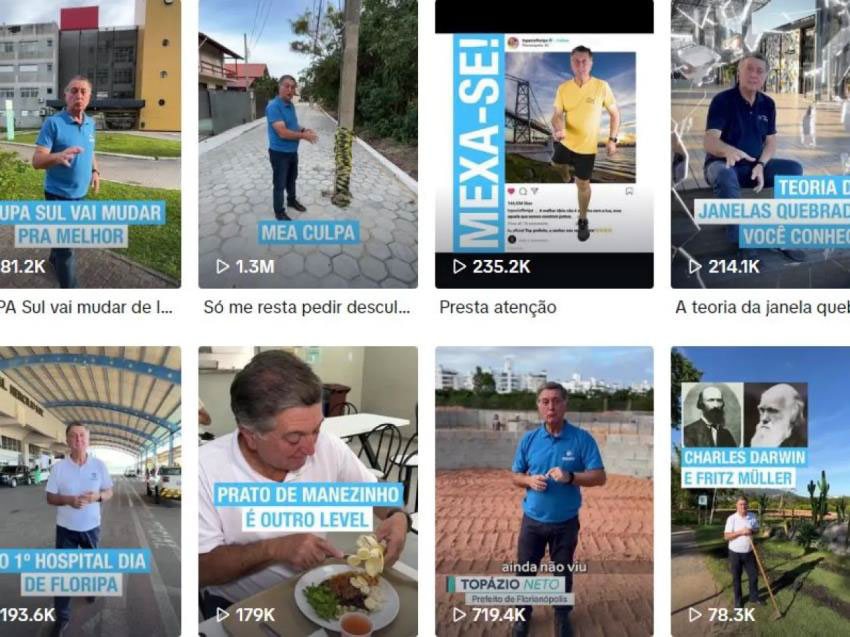 UPA SUL VAI MUDAR
PRA MELHOR
81.2K
PA Sul vai mudar de l...
MEA CULPA
1.3M
Só me resta pedir descul...
MEXA-SE!
235.2K
Presta atenção
TEORIA D
JANELAS QUEBRAD
VOCÊ CONHEC
214.1K
A teoria da janela queb
O 1º HOSPITAL DIA
DE FLORIPA
193.6K
PRATO DE MANEZINHO
É OUTRO LEVEL
179K
ainda não viu
TOPÁZIO NETO
Prefeito de Florianópolis
719.4K
CHARLES DARWIN
E FRITZ MÜLLER
78.3K